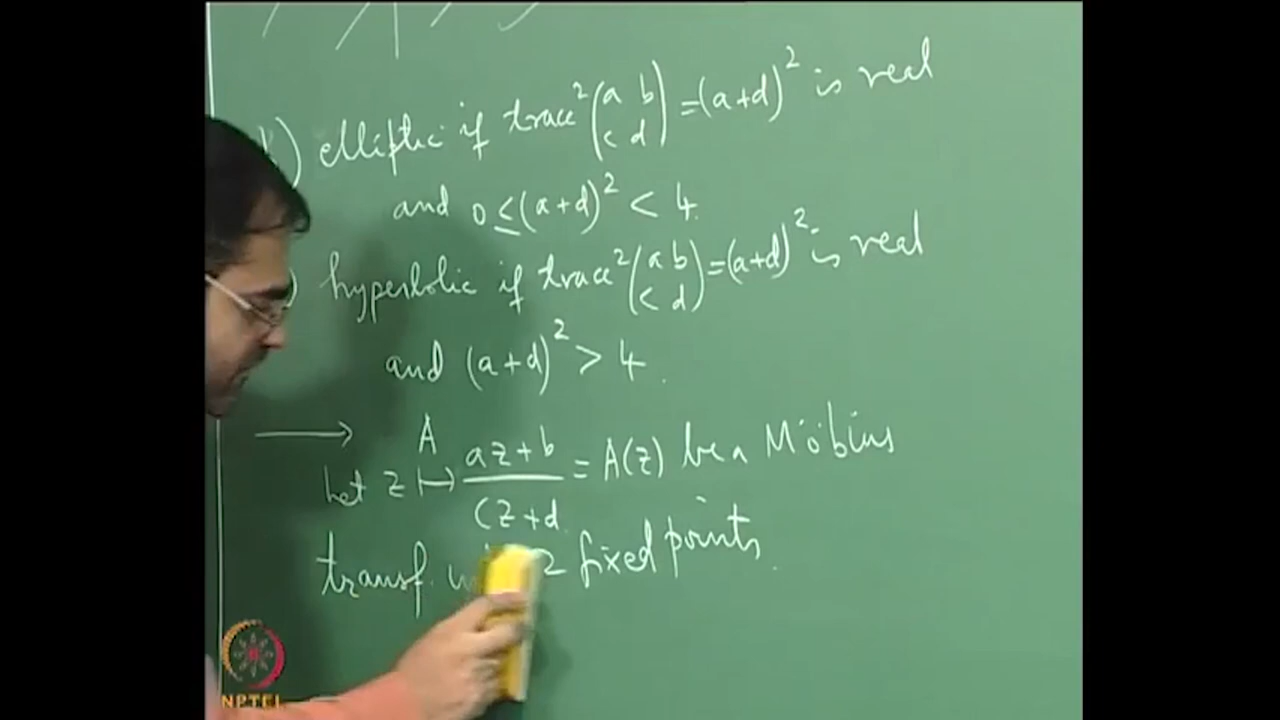 ) elliptic if trace²(a b
c d) = (a+d)² is real
and 0 ≤ (a+d)² < 4.
) hyperbolic if trace²(a b
c d) = (a+d)² is real
and (a+d)² > 4.
⟶ Let z ↦ᴬ (az+b)/(cz+d) = A(z) be a Möbius
transf. 2 fixed points.
NPTEL